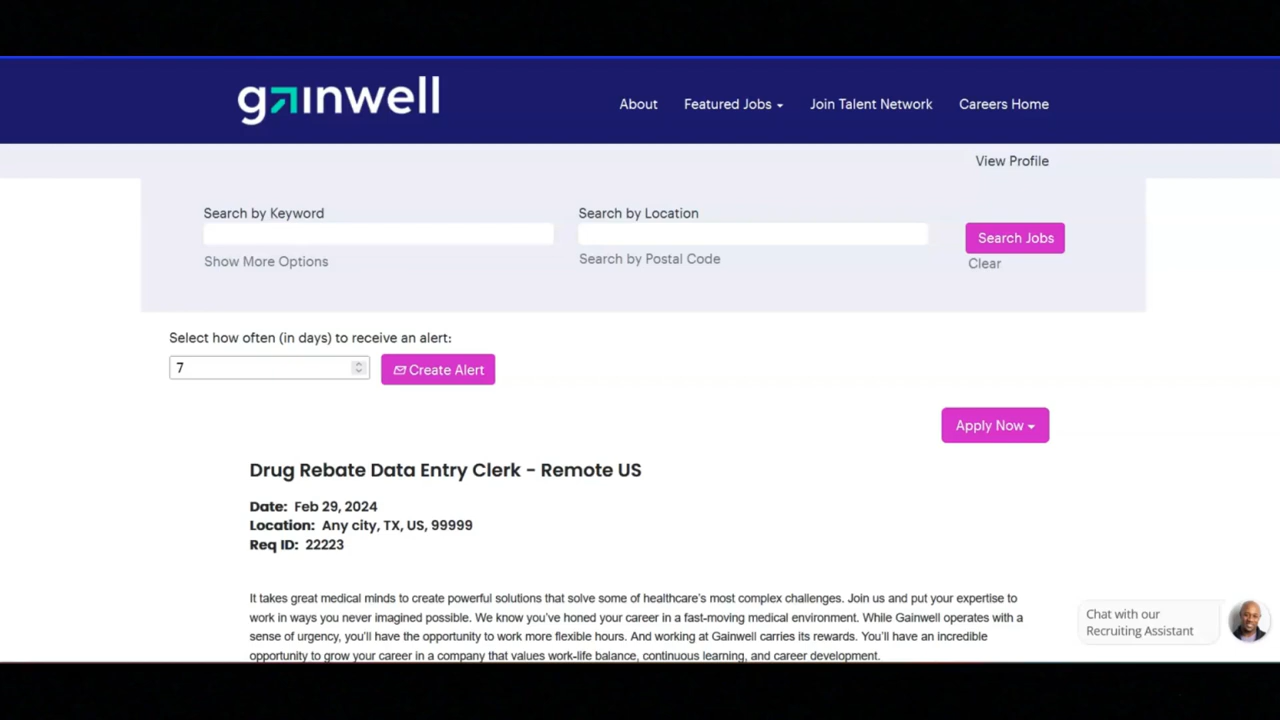 gainwell
About Featured Jobs Join Talent Network Careers Home
View Profile
Search by Keyword Search by Location
Search Jobs
Show More Options Search by Postal Code Clear
Select how often (in days) to receive an alert:
7 Create Alert
Apply Now
Drug Rebate Data Entry Clerk - Remote US
Date: Feb 29, 2024
Location: Any city, TX, US, 99999
Req ID: 22223
It takes great medical minds to create powerful solutions that solve some of healthcare's most complex challenges. Join us and put your expertise to
work in ways you never imagined possible. We know you've honed your career in a fast-moving medical environment. While Gainwell operates with a
sense of urgency, you'll have the opportunity to work more flexible hours. And working at Gainwell carries its rewards. You'll have an incredible
opportunity to grow your career in a company that values work-life balance, continuous learning, and career development.
Chat with our
Recruiting Assistant